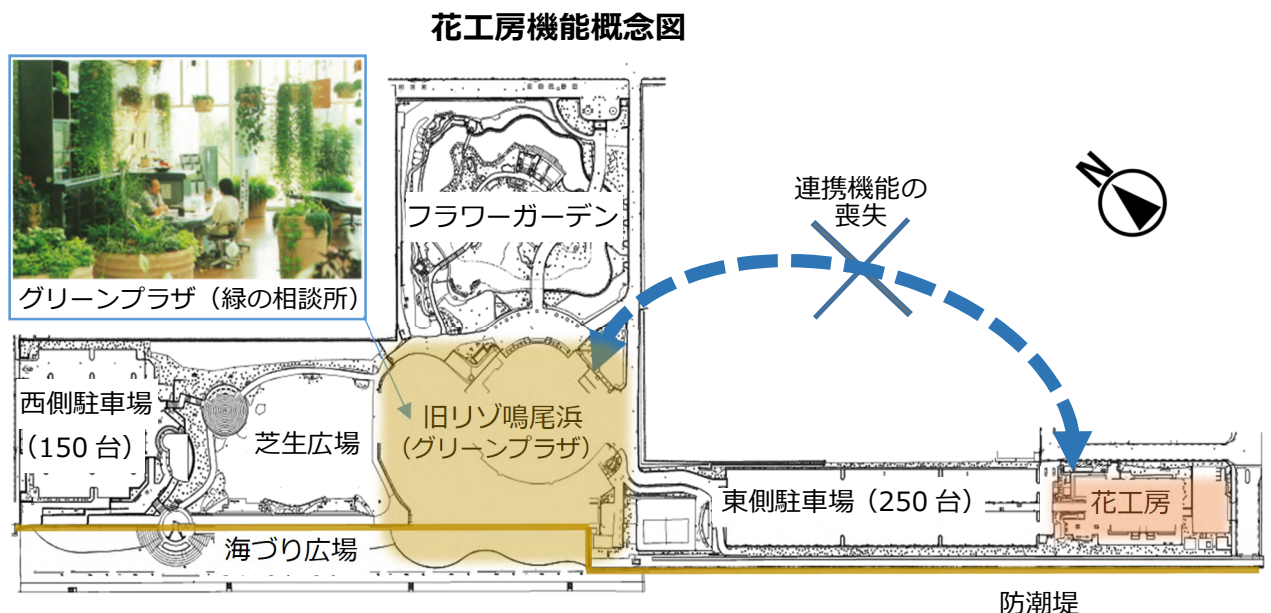 花工房機能概念図
グリーンプラザ（緑の相談所）
フラワーガーデン
連携機能の
喪失
N
西側駐車場
（150 台）
芝生広場
旧リゾ鳴尾浜
（グリーンプラザ）
東側駐車場（250 台）
花工房
海づり広場
防潮堤